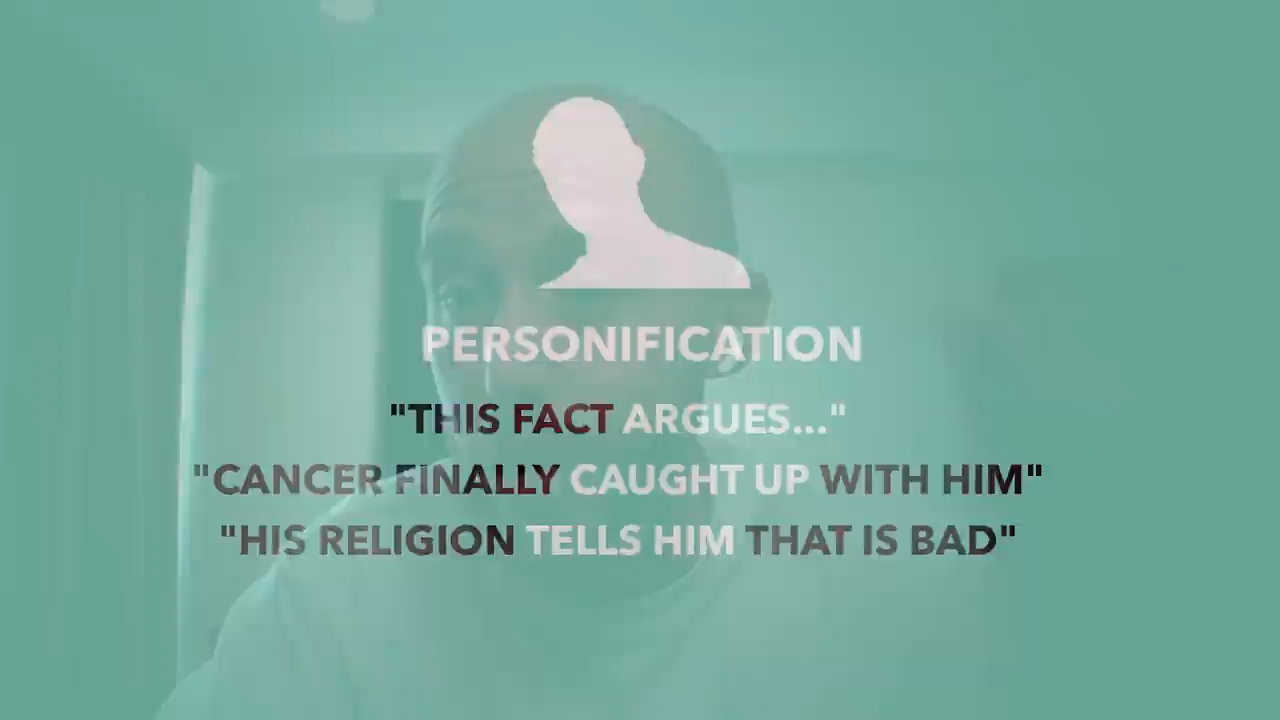 PERSONIFICATION
"THIS FACT ARGUES..."
"CANCER FINALLY CAUGHT UP WITH HIM"
"HIS RELIGION TELLS HIM THAT IS BAD"